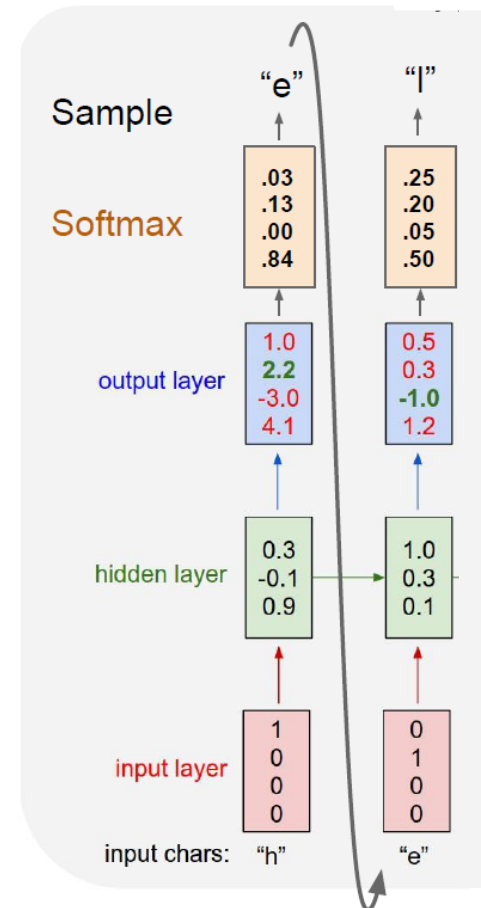 “e” “l”
Sample
Softmax
.03 .25
.13 .20
.00 .05
.84 .50
output layer
1.0 0.5
2.2 0.3
-3.0 -1.0
4.1 1.2
hidden layer
0.3 1.0
-0.1 0.3
0.9 0.1
input layer
1 0
0 1
0 0
0 0
input chars: “h” “e”